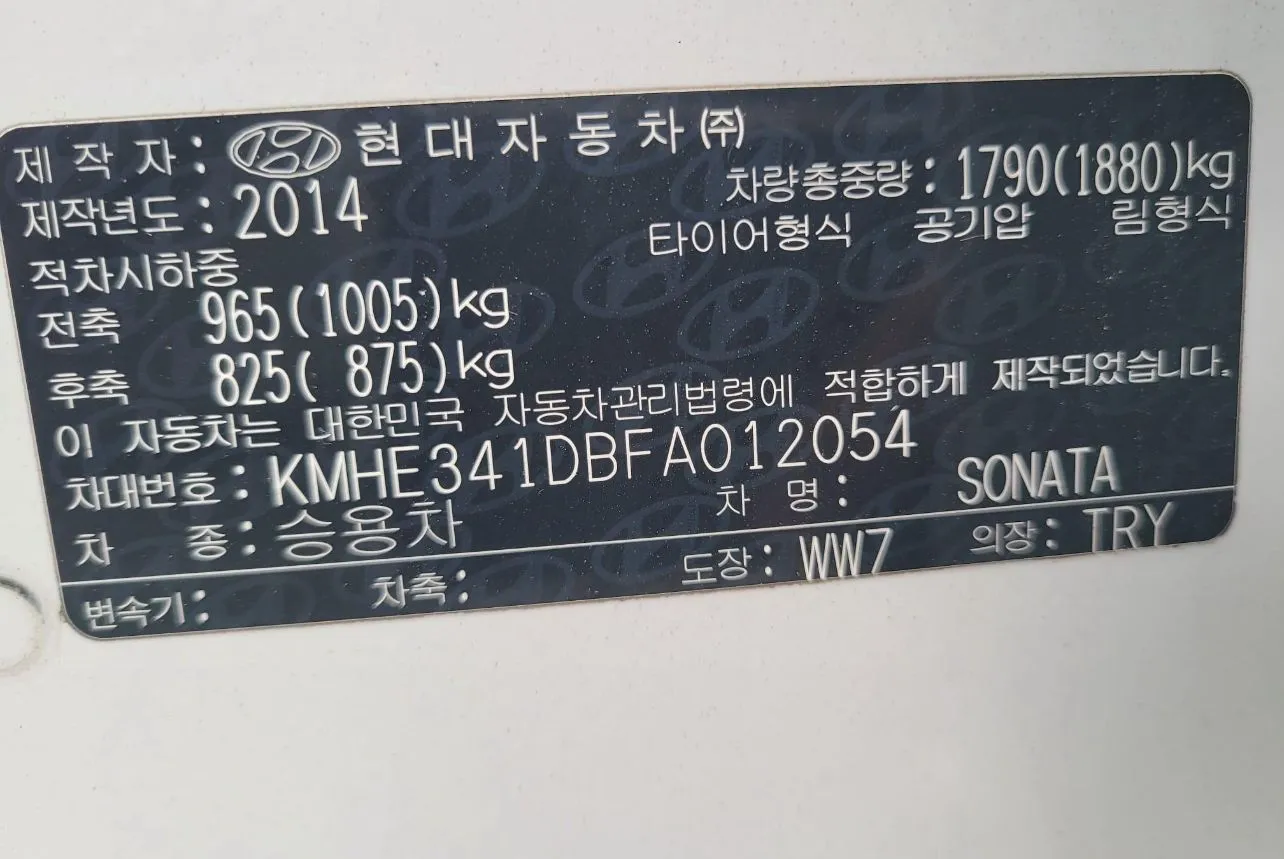 제작자: 현대자동차㈜
제작년도: 2014 차량총중량: 1790(1880)kg
적차시하중 타이어형식 공기압 림형식
전축 965(1005)kg
후축 825( 875)kg
이 자동차는 대한민국 자동차관리법령에 적합하게 제작되었습니다.
차대번호: KMHE341DBFA012054
차 종: 승용차 차 명: SONATA
변속기: 차축: 도장: WW7 의장: TRY